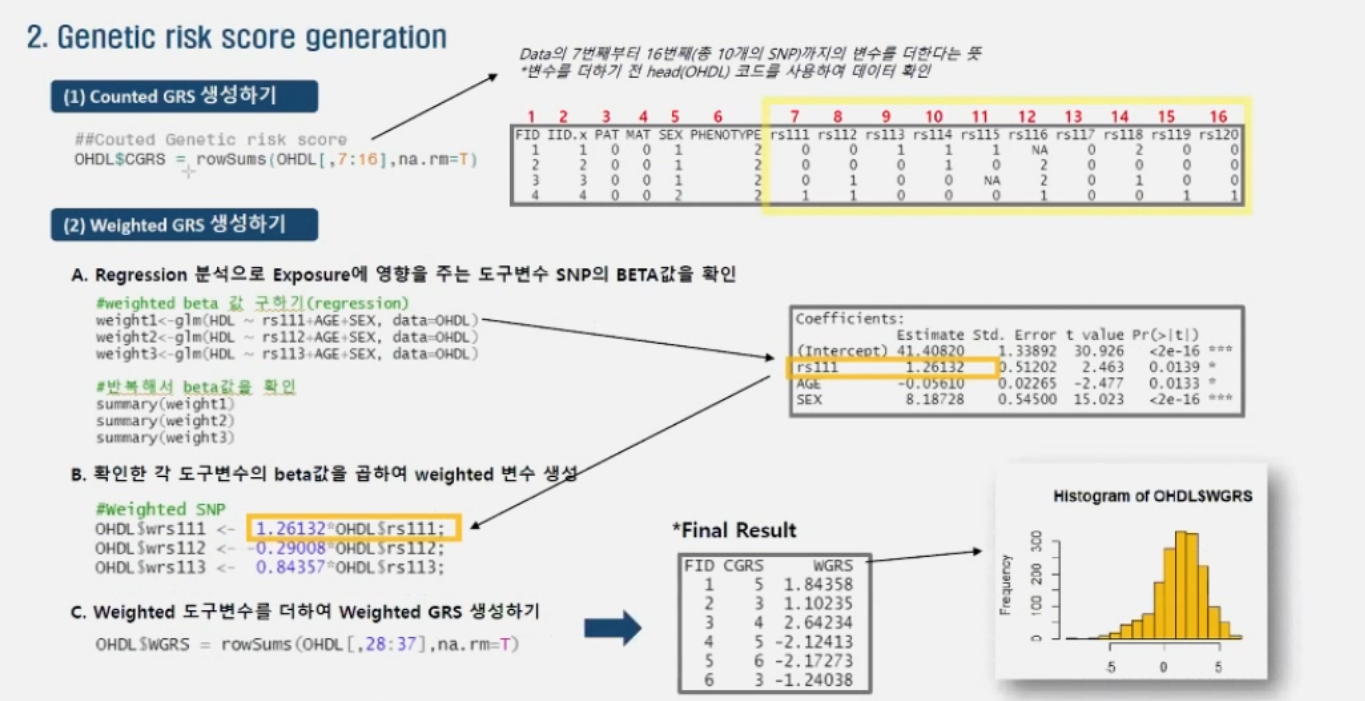 2. Genetic risk score generation
Data의 7번째부터 16번째(총 10개의 SNP)까지의 변수를 더한다는 뜻
*변수를 더하기 전 head(OHDL) 코드를 사용하여 데이터 확인
(1) Counted GRS 생성하기
##Couted Genetic risk score
OHDL$CGRS = rowSums(OHDL[,7:16],na.rm=T)
1 2 3 4 5 6 7 8 9 10 11 12 13 14 15 16
FID IID.x PAT MAT SEX PHENOTYPE rs111 rs112 rs113 rs114 rs115 rs116 rs117 rs118 rs119 rs120
1 1 0 0 1 2 0 0 1 1 1 NA 0 2 0 0
2 2 0 0 1 2 0 0 0 1 0 2 0 0 0 0
3 3 0 0 1 2 0 1 0 0 NA 2 0 1 0 0
4 4 0 0 2 2 1 1 0 0 0 1 0 0 1 1
(2) Weighted GRS 생성하기
A. Regression 분석으로 Exposure에 영향을 주는 도구변수 SNP의 BETA값을 확인
#weighted beta 값 구하기(regression)
weight1<-glm(HDL ~ rs111+AGE+SEX, data=OHDL)
weight2<-glm(HDL ~ rs112+AGE+SEX, data=OHDL)
weight3<-glm(HDL ~ rs113+AGE+SEX, data=OHDL)
#반복해서 beta값을 확인
summary(weight1)
summary(weight2)
summary(weight3)
Coefficients:
Estimate Std. Error t value Pr(>|t|)
(Intercept) 41.40820 1.33892 30.926 <2e-16 ***
rs111 1.26132 0.51202 2.463 0.0139 *
AGE -0.05610 0.02265 -2.477 0.0133 *
SEX 8.18728 0.54500 15.023 <2e-16 ***
B. 확인한 각 도구변수의 beta값을 곱하여 weighted 변수 생성
#Weighted SNP
OHDL$wrs111 <- 1.26132*OHDL$rs111;
OHDL$wrs112 <- -0.29008*OHDL$rs112;
OHDL$wrs113 <- 0.84357*OHDL$rs113;
C. Weighted 도구변수를 더하여 Weighted GRS 생성하기
OHDL$WGRS = rowSums(OHDL[,28:37],na.rm=T)
*Final Result
FID CGRS WGRS
1 5 1.84358
2 3 1.10235
3 4 2.64234
4 5 -2.12413
5 6 -2.17273
6 3 -1.24038
Histogram of OHDL$WGRS
Frequency
300
200
100
0
-5 0 5